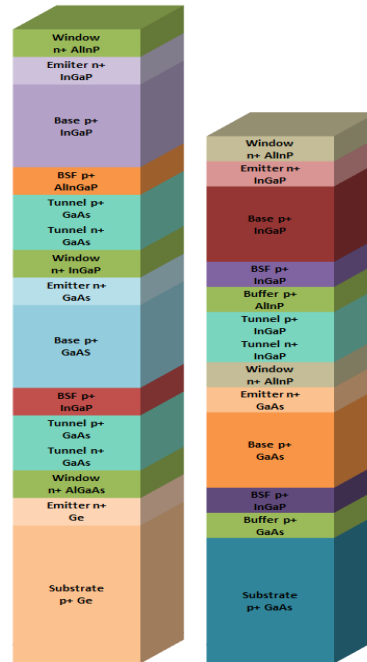 Window
n+ AlInP
Emiiter n+
InGaP
Base p+
InGaP
BSF p+
AlInGaP
Tunnel p+
GaAs
Tunnel n+
GaAs
Window
n+ InGaP
Emitter n+
GaAs
Base p+
GaAS
BSF p+
InGaP
Tunnel p+
GaAs
Tunnel n+
GaAs
Window
n+ AlGaAs
Emitter n+
Ge
Substrate
p+ Ge
Window
n+ AlInP
Emitter n+
InGaP
Base p+
InGaP
BSF p+
InGaP
Buffer p+
AlInP
Tunnel p+
InGaP
Tunnel n+
InGaP
Window
n+ AlInP
Emitter n+
GaAs
Base p+
GaAs
BSF p+
InGaP
Buffer p+
GaAs
Substrate
p+ GaAs